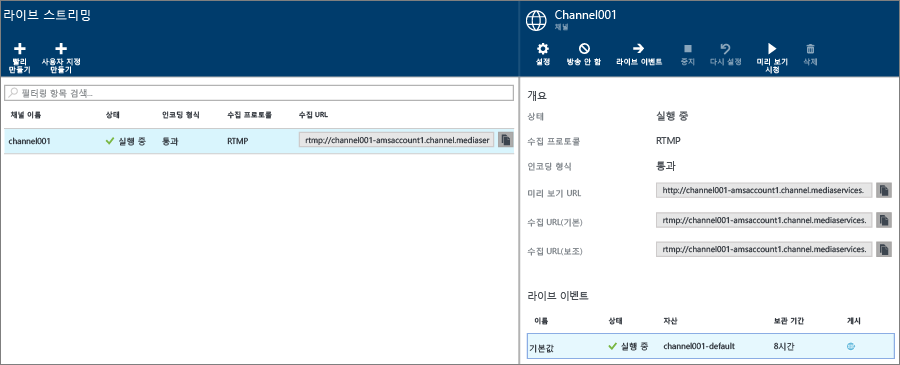 라이브 스트리밍
빨리
만들기
사용자 지정
만들기
필터링 항목 검색...
채널 이름 상태 인코딩 형식 수집 프로토콜 수집 URL
channel001 실행 중 통과 RTMP rtmp://channel001-amsaccount1.channel.mediaser
Channel001
채널
설정 방송 안 함 라이브 이벤트 중지 다시 설정 미리 보기 시청 삭제
개요
상태 실행 중
수집 프로토콜 RTMP
인코딩 형식 통과
미리 보기 URL http://channel001-amsaccount1.channel.mediaservices.
수집 URL(기본) rtmp://channel001-amsaccount1.channel.mediaservices.
수집 URL(보조) rtmp://channel001-amsaccount1.channel.mediaservices.
라이브 이벤트
이름 상태 자산 보관 기간 게시
기본값 실행 중 channel001-default 8시간